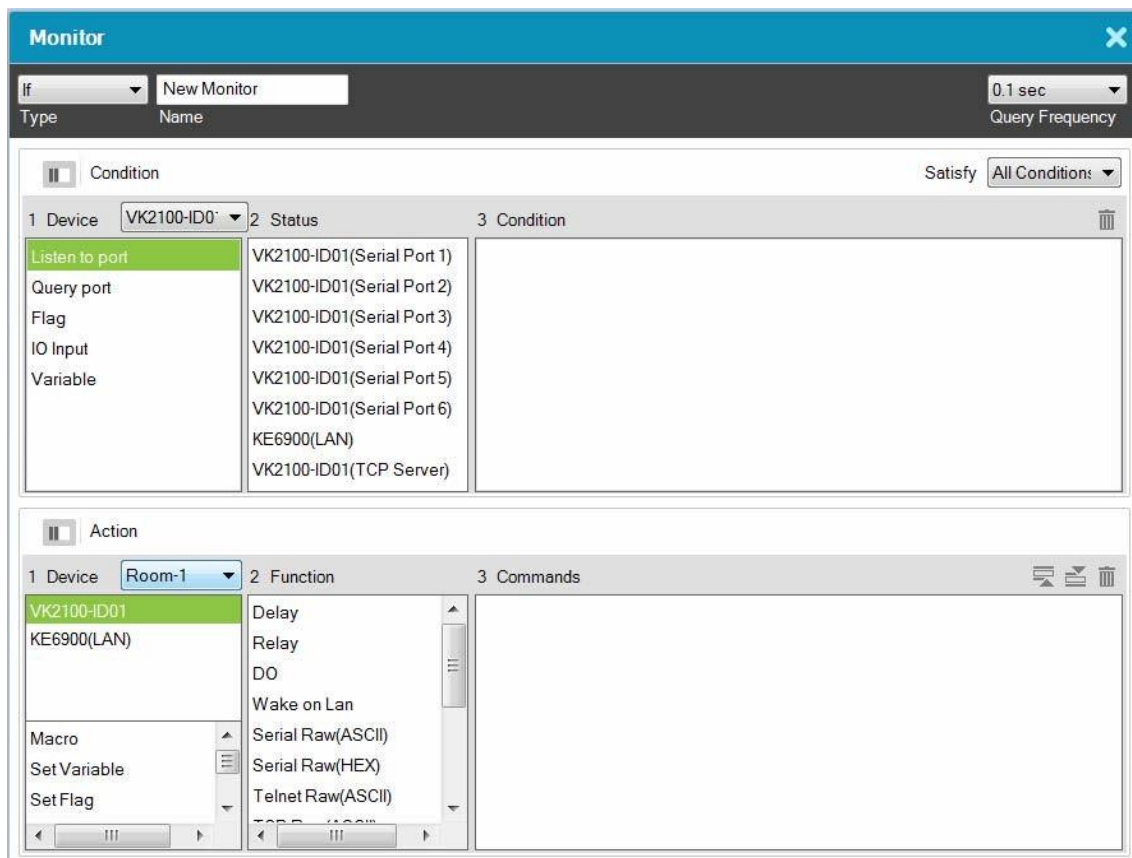 Monitor
If New Monitor 0.1 sec
Type Name Query Frequency
Condition Satisfy All Condition
1 Device VK2100-ID0 2 Status 3 Condition
Listen to port VK2100-ID01(Serial Port 1)
Query port VK2100-ID01(Serial Port 2)
Flag VK2100-ID01(Serial Port 3)
IO Input VK2100-ID01(Serial Port 4)
Variable VK2100-ID01(Serial Port 5)
VK2100-ID01(Serial Port 6)
KE6900(LAN)
VK2100-ID01(TCP Server)
Action
1 Device Room-1 2 Function 3 Commands
VK2100-ID01 Delay
KE6900(LAN) Relay
DO
Wake on Lan
Macro Serial Raw(ASCII)
Set Variable Serial Raw(HEX)
Set Flag Telnet Raw(ASCII)